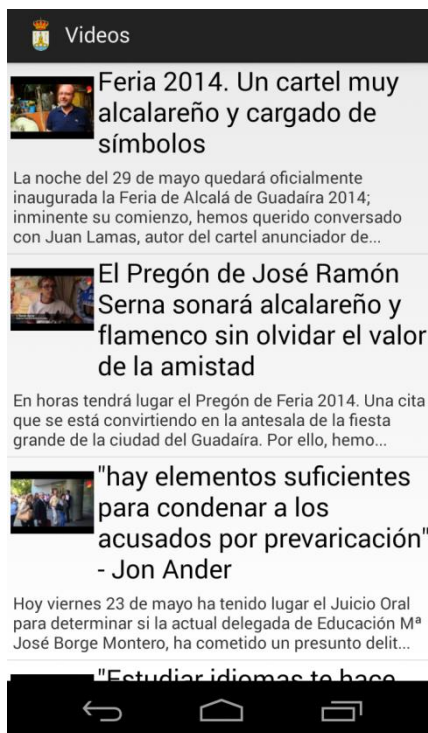 Videos
Feria 2014. Un cartel muy
alcalareño y cargado de
símbolos
La noche del 29 de mayo quedará oficialmente
inaugurada la Feria de Alcalá de Guadaíra 2014;
inminente su comienzo, hemos querido conversado
con Juan Lamas, autor del cartel anunciador de...
El Pregón de José Ramón
Serna sonará alcalareño y
flamenco sin olvidar el valor
de la amistad
En horas tendrá lugar el Pregón de Feria 2014. Una cita
que se está convirtiendo en la antesala de la fiesta
grande de la ciudad del Guadaíra. Por ello, hemo...
"hay elementos suficientes
para condenar a los
acusados por prevaricación"
- Jon Ander
Hoy viernes 23 de mayo ha tenido lugar el Juicio Oral
para determinar si la actual delegada de Educación Mª
José Borge Montero, ha cometido un presunto delit...
"Estudiar idiomas te hace